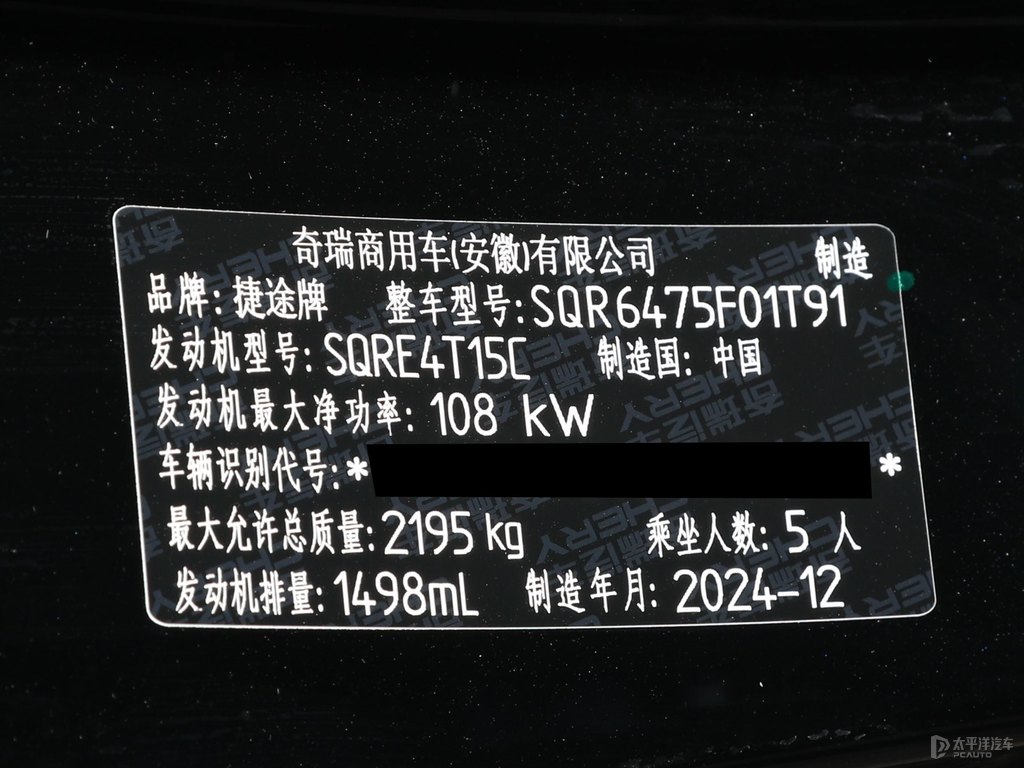 奇瑞商用车(安徽)有限公司 制造
品牌:捷途牌 整车型号:SQR6475F01T91
发动机型号:SQRE4T15C 制造国:中国
发动机最大净功率:108 kW
车辆识别代号:* *
最大允许总质量:2195kg 乘坐人数:5人
发动机排量:1498mL 制造年月:2024-12
太平洋汽车
PCAUTO